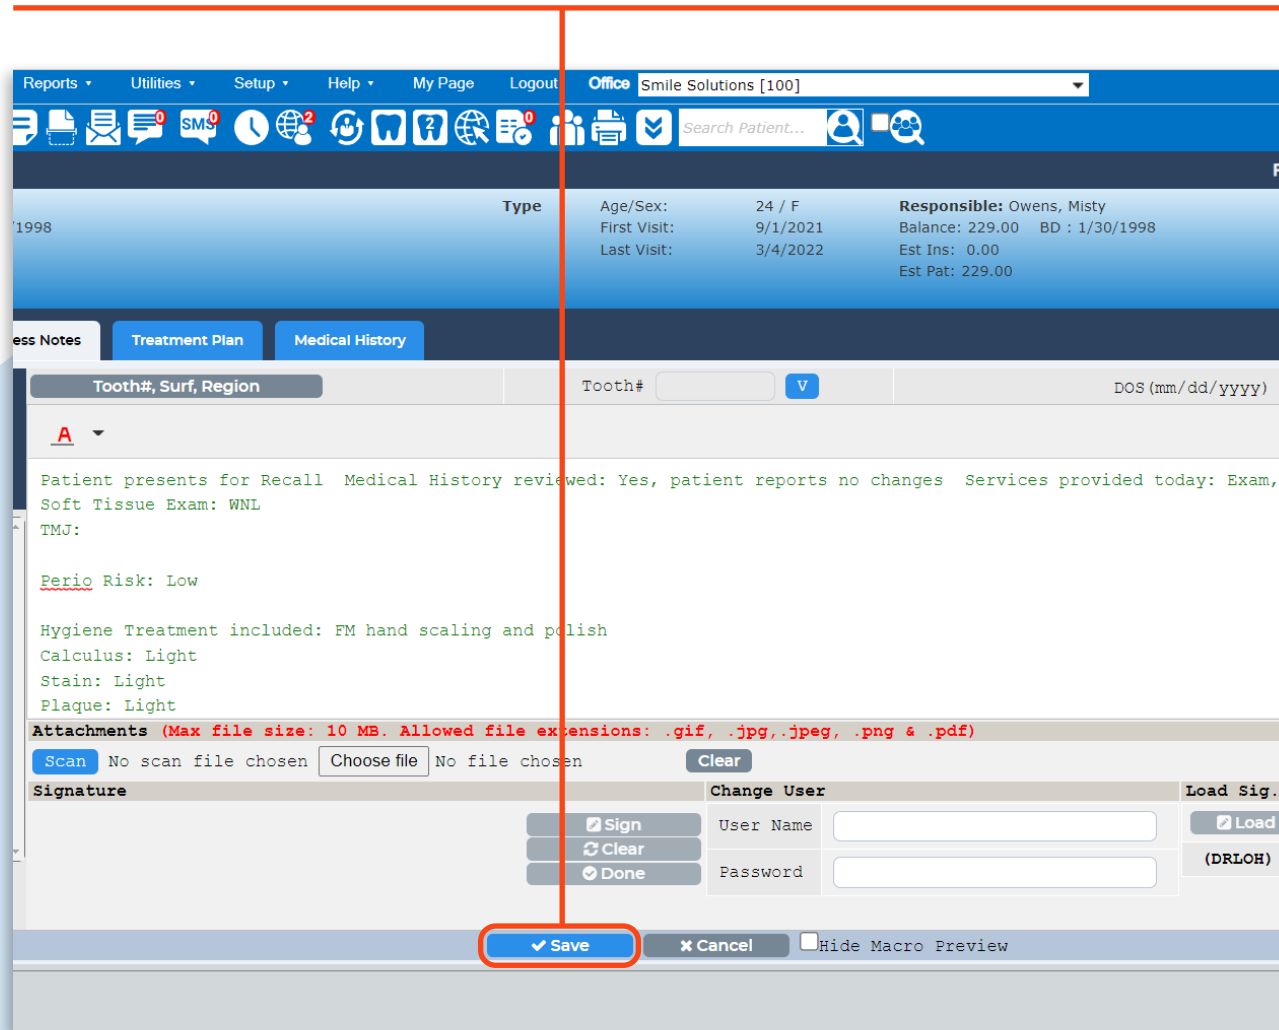 Reports Utilities Setup Help My Page Logout Office Smile Solutions [100]
0 SMS 0 2 2 1 0 Search Patient...
Type Age/Sex: 24 / F Responsible: Owens, Misty
1998 First Visit: 9/1/2021 Balance: 229.00 BD : 1/30/1998
Last Visit: 3/4/2022 Est Ins: 0.00
Est Pat: 229.00
ess Notes Treatment Plan Medical History
Tooth#, Surf, Region Tooth# V DOS(mm/dd/yyyy)
A
Patient presents for Recall Medical History reviewed: Yes, patient reports no changes Services provided today: Exam,
Soft Tissue Exam: WNL
TMJ:
Perio Risk: Low
Hygiene Treatment included: FM hand scaling and polish
Calculus: Light
Stain: Light
Plaque: Light
Attachments (Max file size: 10 MB. Allowed file extensions: .gif, .jpg,.jpeg, .png & .pdf)
Scan No scan file chosen Choose file No file chosen Clear
Signature Change User Load Sig.
Sign User Name Load
Clear
Done Password (DRLOH)
Save Cancel Hide Macro Preview